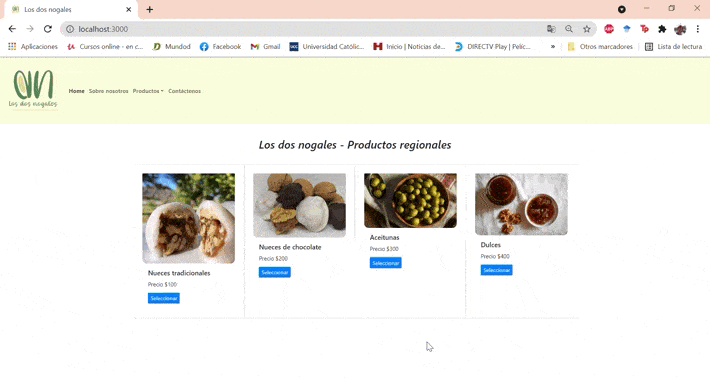 Los dos nogales
localhost:3000
Aplicaciones
Cursos online - en c...
Mundod
Facebook
Gmail
Universidad Católic...
Inicio | Noticias de...
DIRECTV Play | Pelíc...
»
Otros marcadores
Lista de lectura
los dos nogales
Home Sobre nosotros Productos Contáctenos
Los dos nogales - Productos regionales
Nueces tradicionales
Precio $100
Seleccionar
Nueces de chocolate
Precio $200
Seleccionar
Aceitunas
Precio $300
Seleccionar
Dulces
Precio $400
Seleccionar